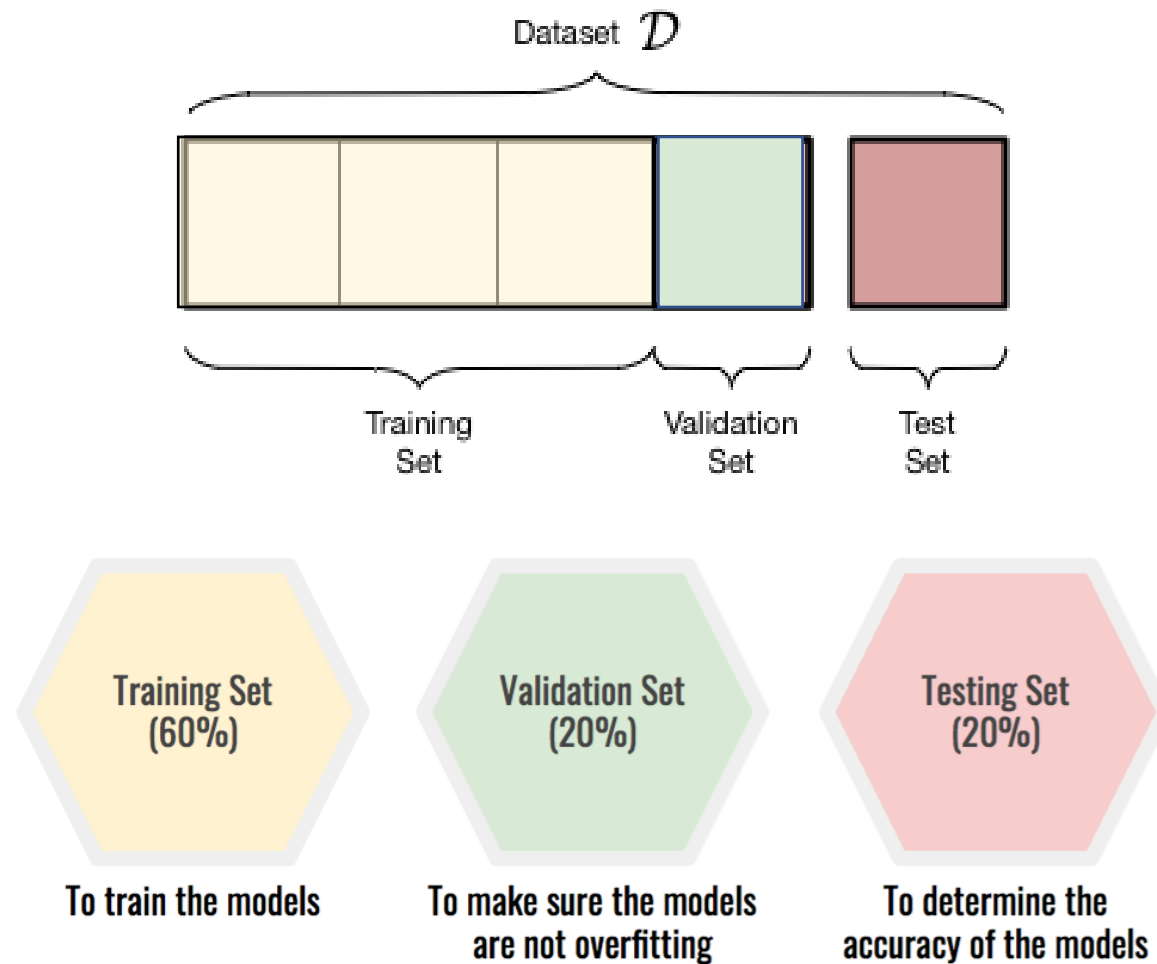 Dataset 𝒟
Training
Set
Validation
Set
Test
Set
Training Set
(60%)
Validation Set
(20%)
Testing Set
(20%)
To train the models
To make sure the models
are not overfitting
To determine the
accuracy of the models